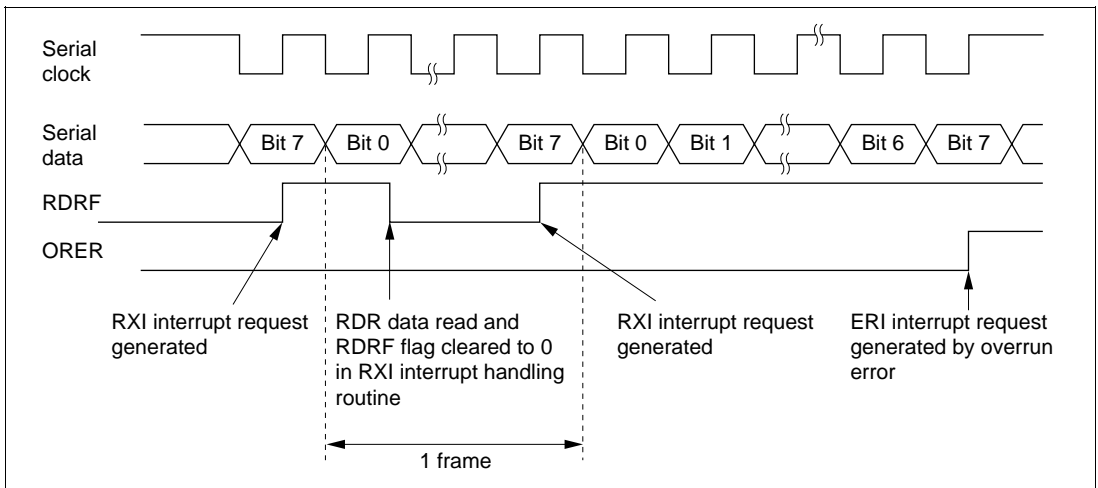 Serial
clock
Serial
data
Bit 7
Bit 0
Bit 7
Bit 0
Bit 1
Bit 6
Bit 7
RDRF
ORER
RXI interrupt request
generated
RDR data read and
RDRF flag cleared to 0
in RXI interrupt handling
routine
RXI interrupt request
generated
ERI interrupt request
generated by overrun
error
1 frame